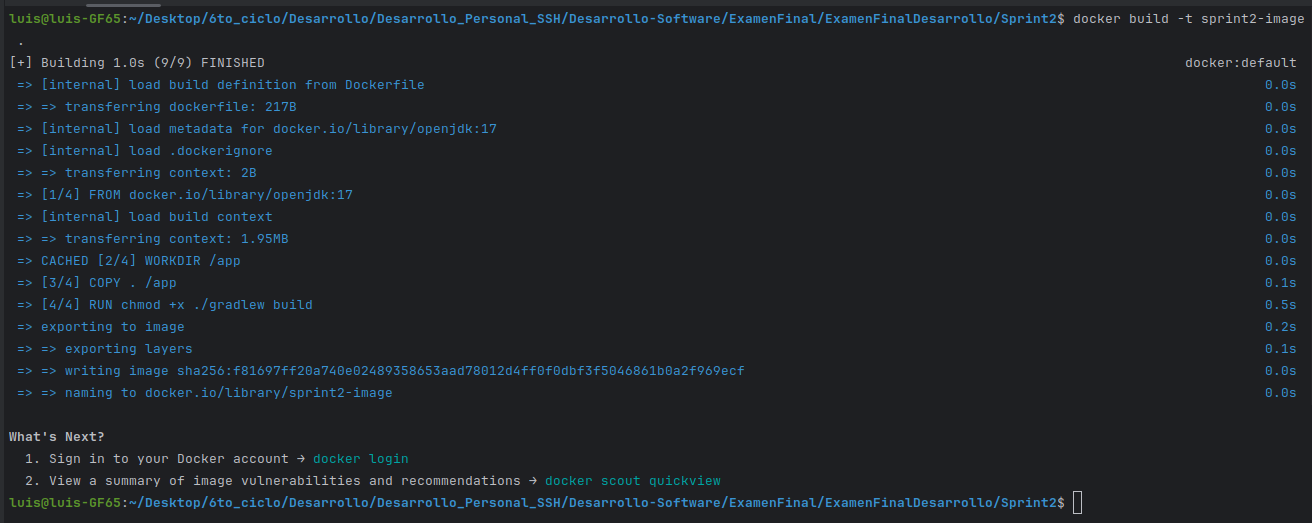 luis@luis-GF65:~/Desktop/6to_ciclo/Desarrollo/Desarrollo_Personal_SSH/Desarrollo-Software/ExamenFinal/ExamenFinalDesarrollo/Sprint2$ docker build -t sprint2-image
.
[+] Building 1.0s (9/9) FINISHED docker:default
=> [internal] load build definition from Dockerfile 0.0s
=> => transferring dockerfile: 217B 0.0s
=> [internal] load metadata for docker.io/library/openjdk:17 0.0s
=> [internal] load .dockerignore 0.0s
=> => transferring context: 2B 0.0s
=> [1/4] FROM docker.io/library/openjdk:17 0.0s
=> [internal] load build context 0.0s
=> => transferring context: 1.95MB 0.0s
=> CACHED [2/4] WORKDIR /app 0.0s
=> [3/4] COPY . /app 0.1s
=> [4/4] RUN chmod +x ./gradlew build 0.5s
=> exporting to image 0.2s
=> => exporting layers 0.1s
=> => writing image sha256:f81697ff20a740e02489358653aad78012d4ff0f0dbf3f5046861b0a2f969ecf 0.0s
=> => naming to docker.io/library/sprint2-image 0.0s
What's Next?
1. Sign in to your Docker account → docker login
2. View a summary of image vulnerabilities and recommendations → docker scout quickview
luis@luis-GF65:~/Desktop/6to_ciclo/Desarrollo/Desarrollo_Personal_SSH/Desarrollo-Software/ExamenFinal/ExamenFinalDesarrollo/Sprint2$